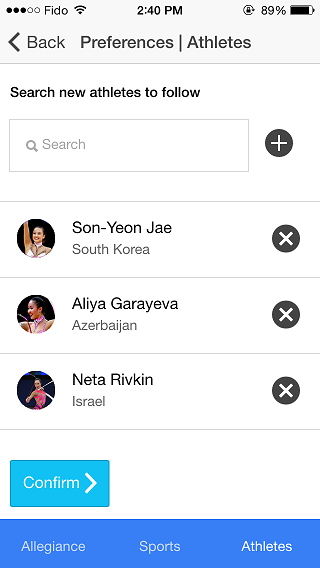 Fido 2:40 PM 89%
Back Preferences | Athletes
Search new athletes to follow
Search
Son-Yeon Jae
South Korea
Aliya Garayeva
Azerbaijan
Neta Rivkin
Israel
Confirm
Allegiance Sports Athletes